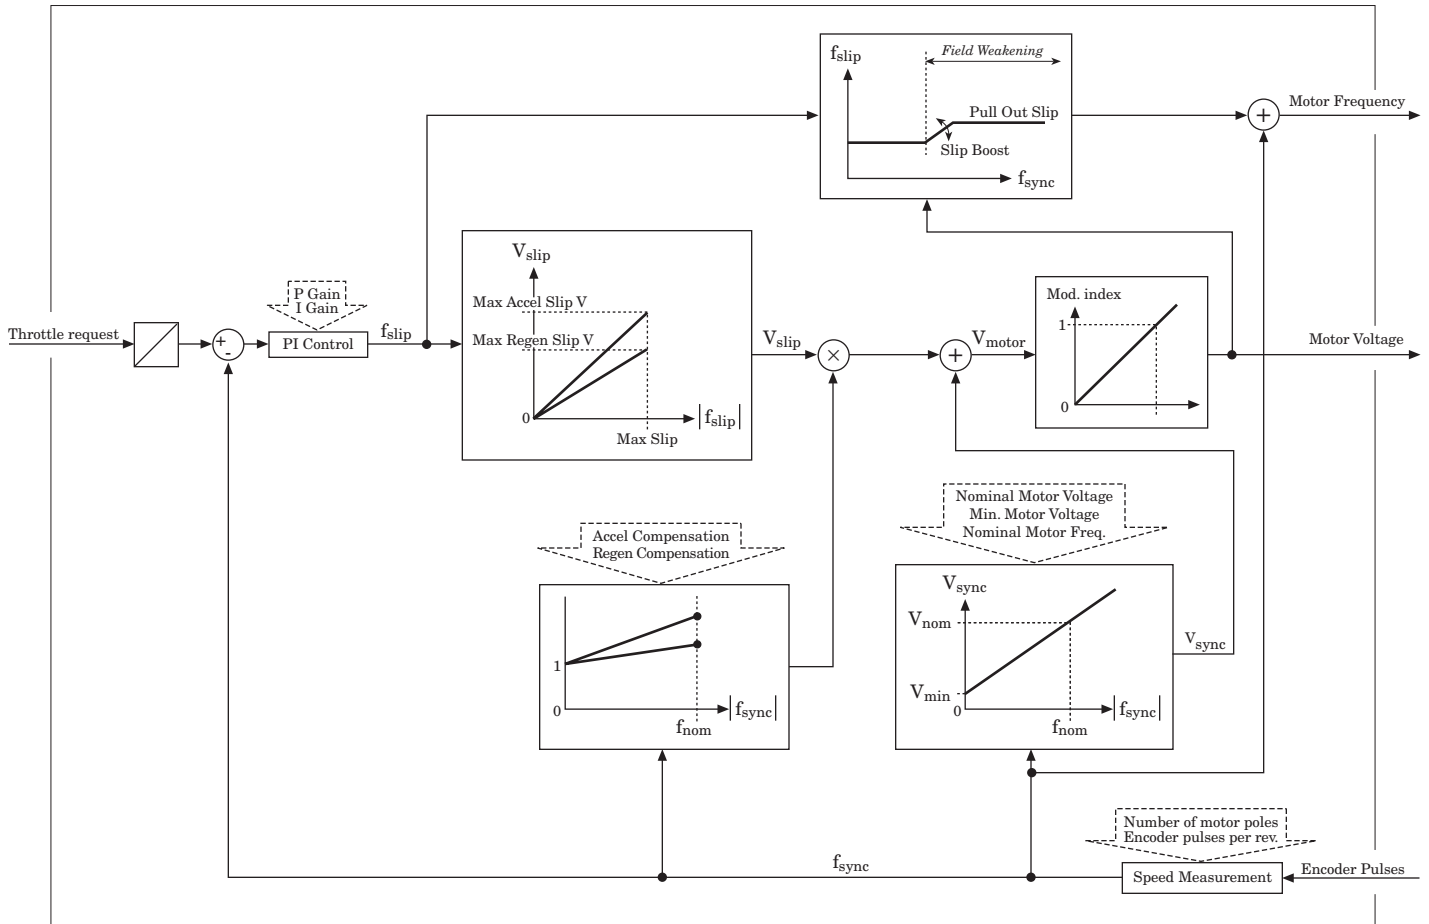 Field Weakening
f_slip
Pull Out Slip
Slip Boost
f_sync
+
Motor Frequency
V_slip
Max Accel Slip V
Max Regen Slip V
0
|f_slip|
Max Slip
P Gain
I Gain
Throttle request
+
-
PI Control
f_slip
V_slip
×
+
V_motor
Mod. index
1
0
Motor Voltage
Accel Compensation
Regen Compensation
1
0
|f_sync|
f_nom
Nominal Motor Voltage
Min. Motor Voltage
Nominal Motor Freq.
V_sync
V_nom
V_min
0
|f_sync|
f_nom
V_sync
Number of motor poles
Encoder pulses per rev.
f_sync
Speed Measurement
Encoder Pulses